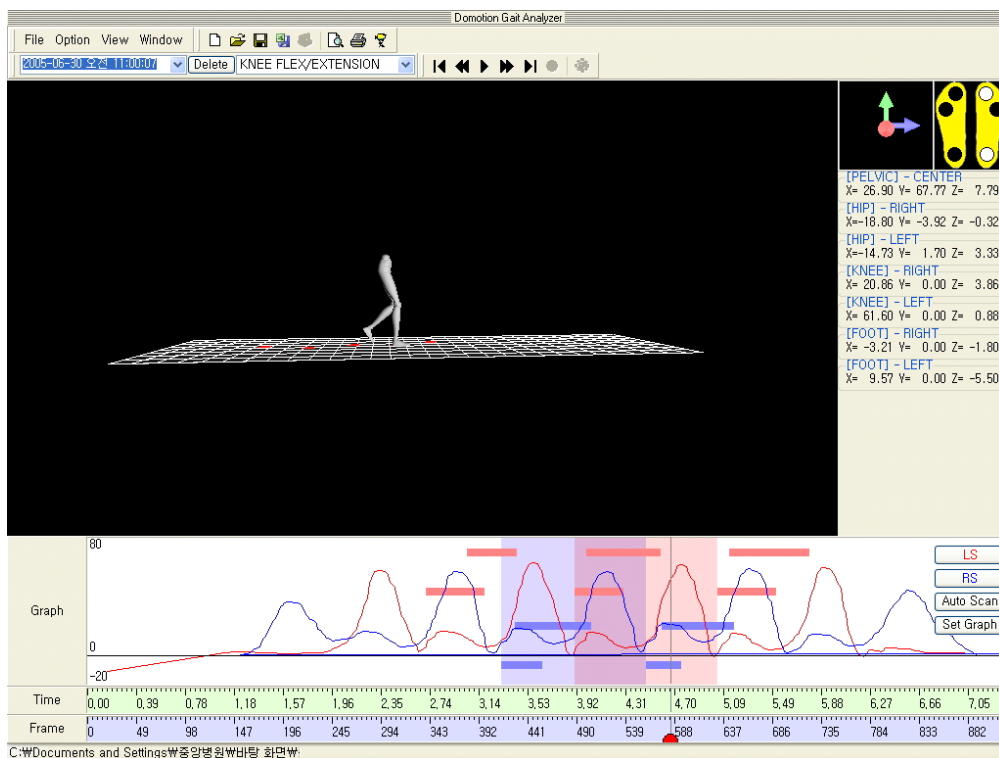 Domotion Gait Analyzer
File Option View Window
2005-06-30 오전 11:00:07 Delete KNEE FLEX/EXTENSION
[PELVIC] - CENTER
X= 26.90 Y= 67.77 Z= 7.79
[HIP] - RIGHT
X=-18.80 Y= -3.92 Z= -0.32
[HIP] - LEFT
X=-14.73 Y= 1.70 Z= 3.33
[KNEE] - RIGHT
X= 20.86 Y= 0.00 Z= 3.86
[KNEE] - LEFT
X= 61.60 Y= 0.00 Z= 0.88
[FOOT] - RIGHT
X= -3.21 Y= 0.00 Z= -1.80
[FOOT] - LEFT
X= 9.57 Y= 0.00 Z= -5.50
80
LS
RS
Auto Scan
Graph
Set Graph
0
-20
Time 0.00 0.39 0.78 1.18 1.57 1.96 2.35 2.74 3.14 3.53 3.92 4.31 4.70 5.09 5.49 5.88 6.27 6.66 7.05
Frame 0 49 98 147 196 245 294 343 392 441 490 539 588 637 686 735 784 833 882
C:₩Documents and Settings₩중앙병원₩바탕 화면₩